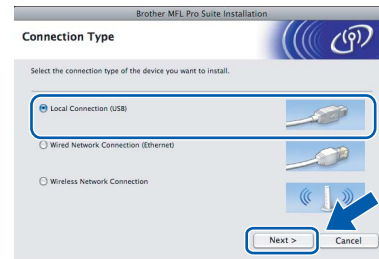 Brother MFL Pro Suite Installation
Connection Type
Select the connection type of the device you want to install.
Local Connection (USB)
Wired Network Connection (Ethernet)
Wireless Network Connection
Next >
Cancel